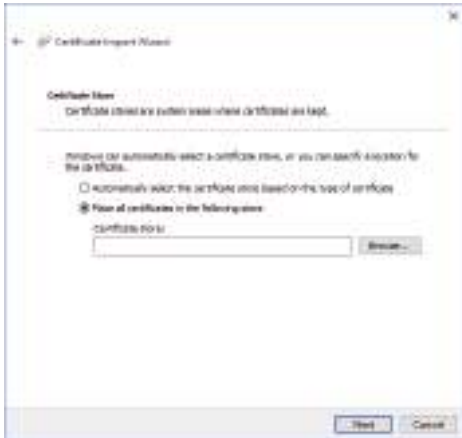 Certificate Import Wizard
Certificate Store
Certificate stores are system areas where certificates are kept.
Windows can automatically select a certificate store, or you can specify a location for
the certificate.
Automatically select the certificate store based on the type of certificate
Place all certificates in the following store
Certificate store:
Browse...
Next
Cancel